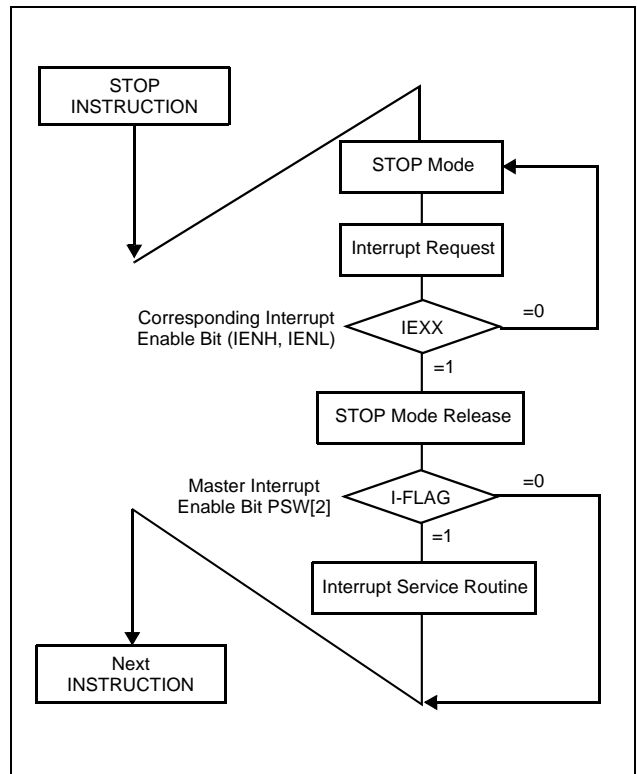 STOP
INSTRUCTION
STOP Mode
Interrupt Request
Corresponding Interrupt
Enable Bit (IENH, IENL)
IEXX
=0
=1
STOP Mode Release
Master Interrupt
Enable Bit PSW[2]
I-FLAG
=0
=1
Interrupt Service Routine
Next
INSTRUCTION